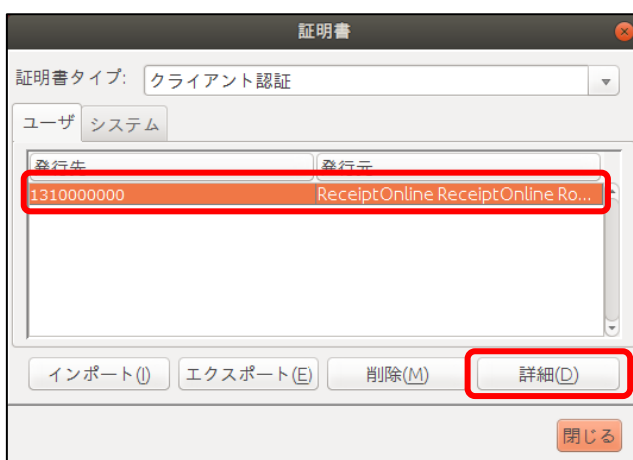 証明書
証明書タイプ: クライアント認証
ユーザ システム
発行先 発行元
1310000000 ReceiptOnline ReceiptOnline Ro...
インポート(I) エクスポート(E) 削除(M) 詳細(D)
閉じる